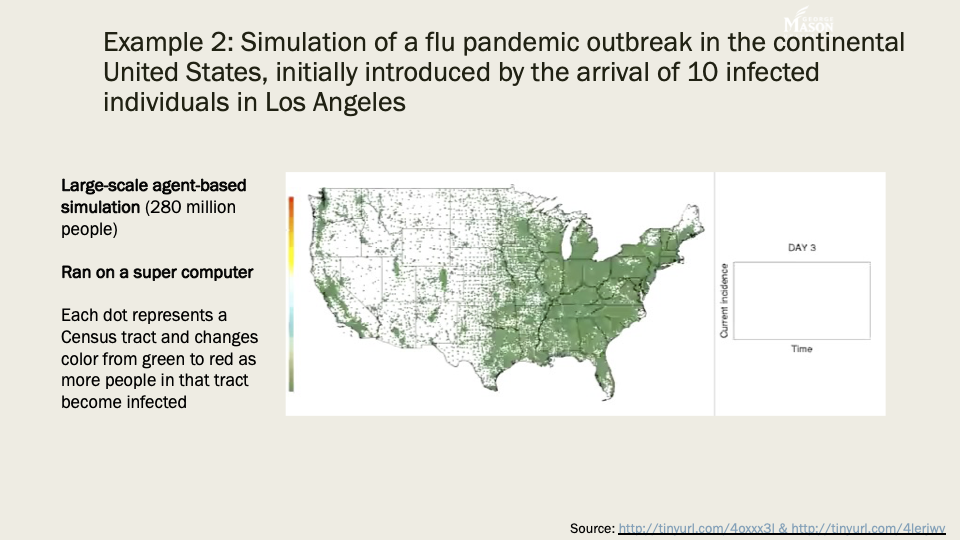 GEORGE
MASON
Example 2: Simulation of a flu pandemic outbreak in the continental
United States, initially introduced by the arrival of 10 infected
individuals in Los Angeles
Large-scale agent-based
simulation (280 million
people)
Ran on a super computer
Each dot represents a
Census tract and changes
color from green to red as
more people in that tract
become infected
DAY 3
Current incidence
Time
Source: http://tinyurl.com/4oxxx3l & http://tinyurl.com/4lerjwv